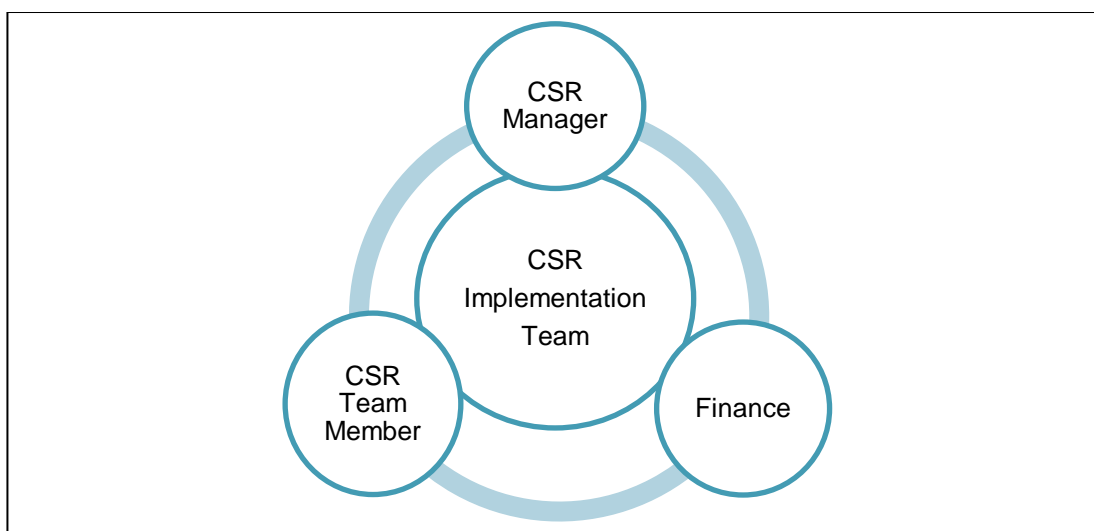 CSR
Manager
CSR
Implementation
Team
CSR
Team
Member
Finance